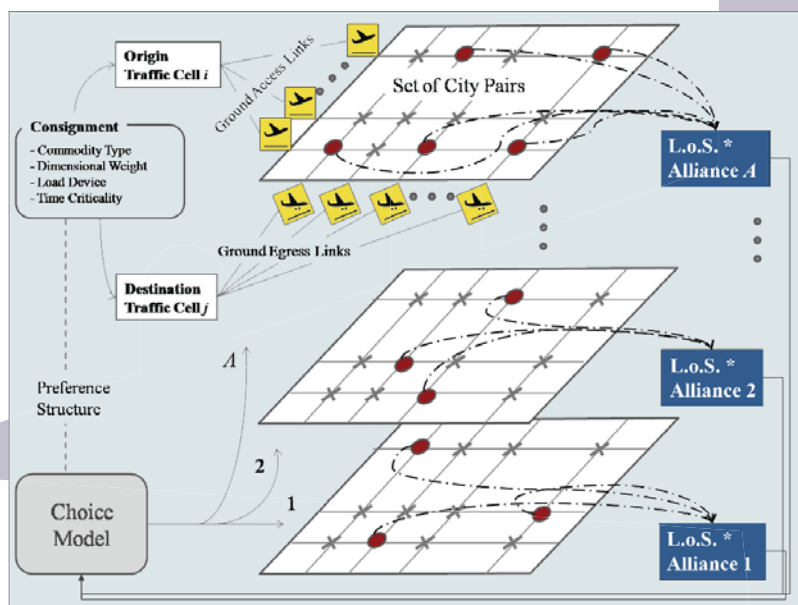 Origin
Traffic Cell i
Ground Access Links
Set of City Pairs
Consignment
- Commodity Type
- Dimensional Weight
- Load Device
- Time Criticality
L.o.S. *
Alliance A
Ground Egress Links
Destination
Traffic Cell j
A
Preference
Structure
L.o.S. *
Alliance 2
2
1
Choice
Model
L.o.S. *
Alliance 1